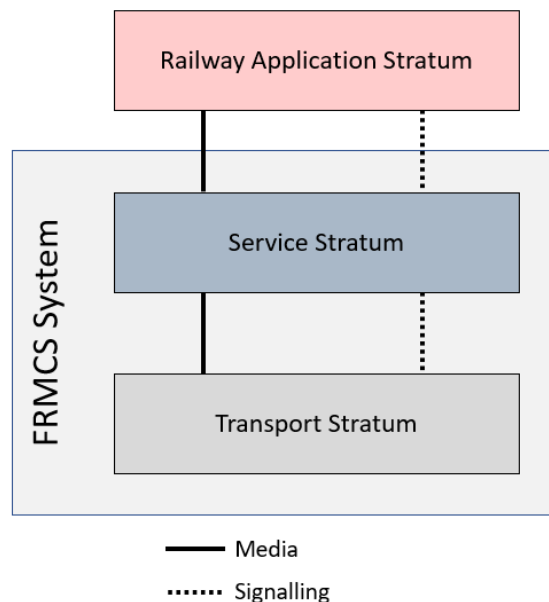 Railway Application Stratum
FRMCS System
Service Stratum
Transport Stratum
Media
Signalling